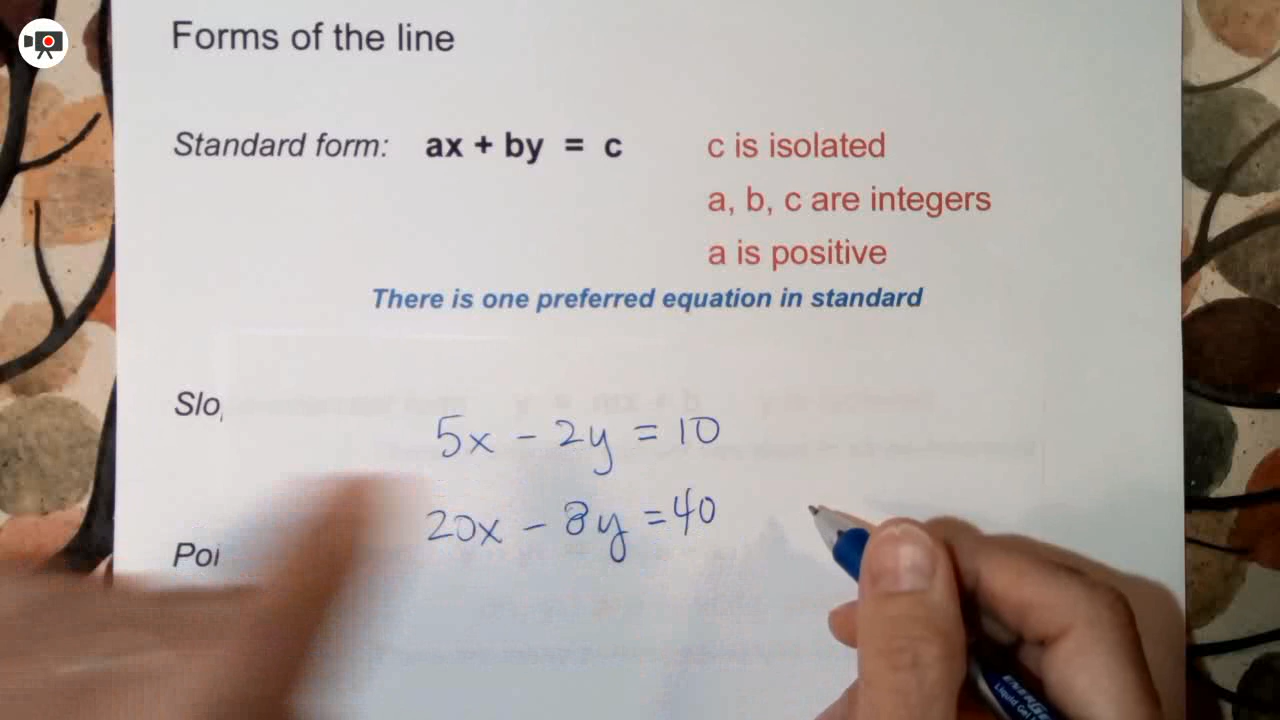 Forms of the line
Standard form: ax + by = c c is isolated
a, b, c are integers
a is positive
There is one preferred equation in standard
Slo
5x - 2y = 10
20x - 8y = 40
Poi